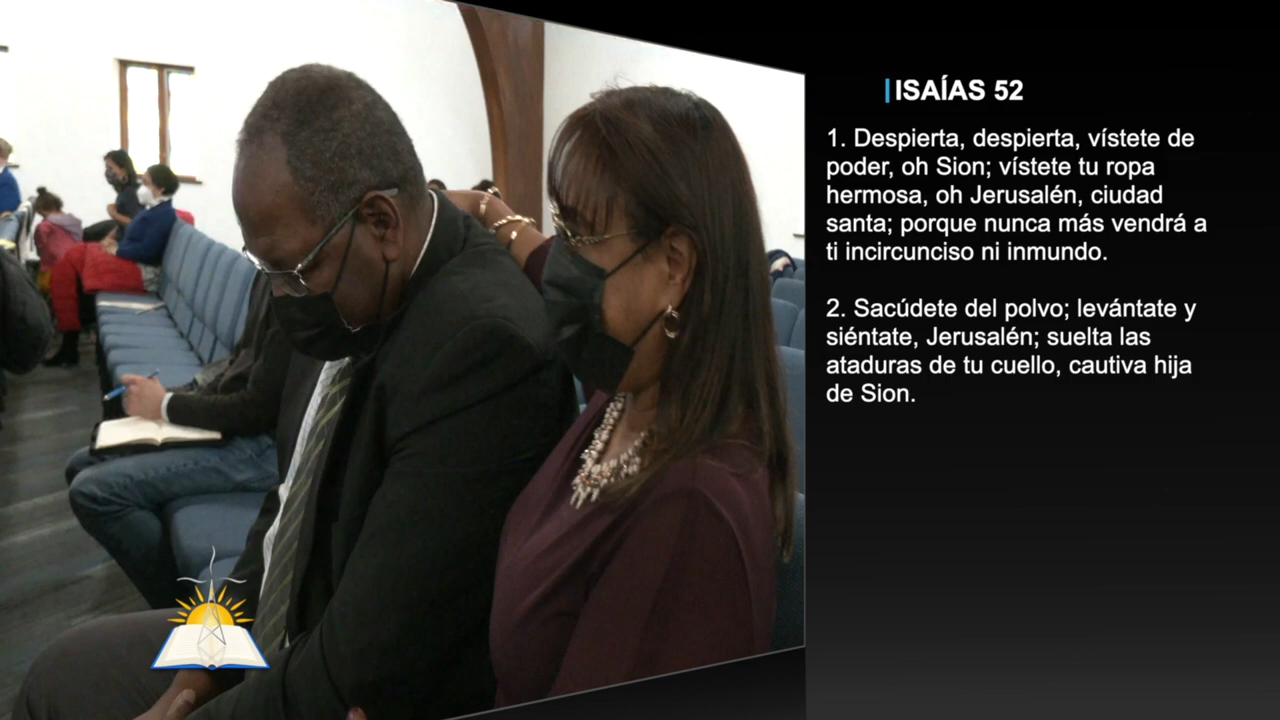 ISAÍAS 52
1. Despierta, despierta, vístete de
poder, oh Sion; vístete tu ropa
hermosa, oh Jerusalén, ciudad
santa; porque nunca más vendrá a
ti incircunciso ni inmundo.
2. Sacúdete del polvo; levántate y
siéntate, Jerusalén; suelta las
ataduras de tu cuello, cautiva hija
de Sion.